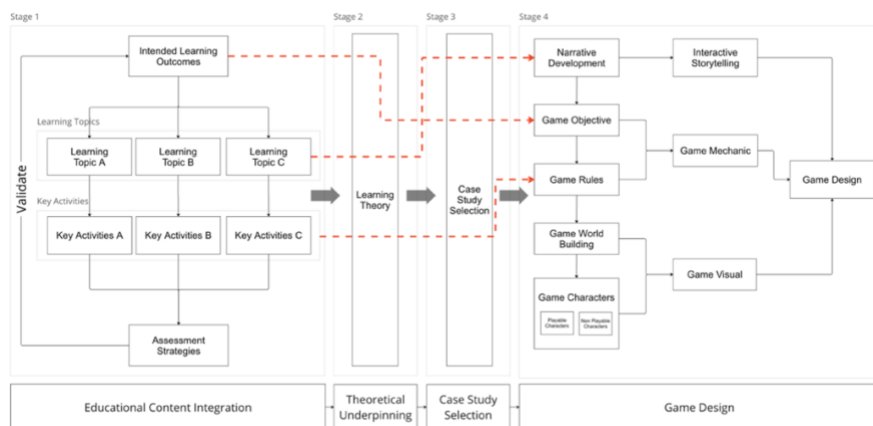 Stage 1
Stage 2
Stage 3
Stage 4
Intended Learning
Outcomes
Learning Topics
Learning
Topic A
Learning
Topic B
Learning
Topic C
Key Activities
Key Activities A
Key Activities B
Key Activities C
Assessment
Strategies
Validate
Learning
Theory
Case
Study
Selection
Narrative
Development
Interactive
Storytelling
Game Objective
Game Mechanic
Game Rules
Game Design
Game World
Building
Game Visual
Game Characters
Playable
Characters
Non Playable
Characters
Educational Content Integration
Theoretical
Underpinning
Case Study
Selection
Game Design